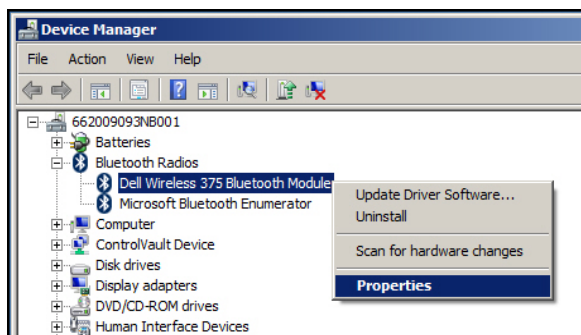 Device Manager
File Action View Help
662009093NB001
Batteries
Bluetooth Radios
Dell Wireless 375 Bluetooth Module
Microsoft Bluetooth Enumerator
Computer
ControlVault Device
Disk drives
Display adapters
DVD/CD-ROM drives
Human Interface Devices
Update Driver Software...
Uninstall
Scan for hardware changes
Properties